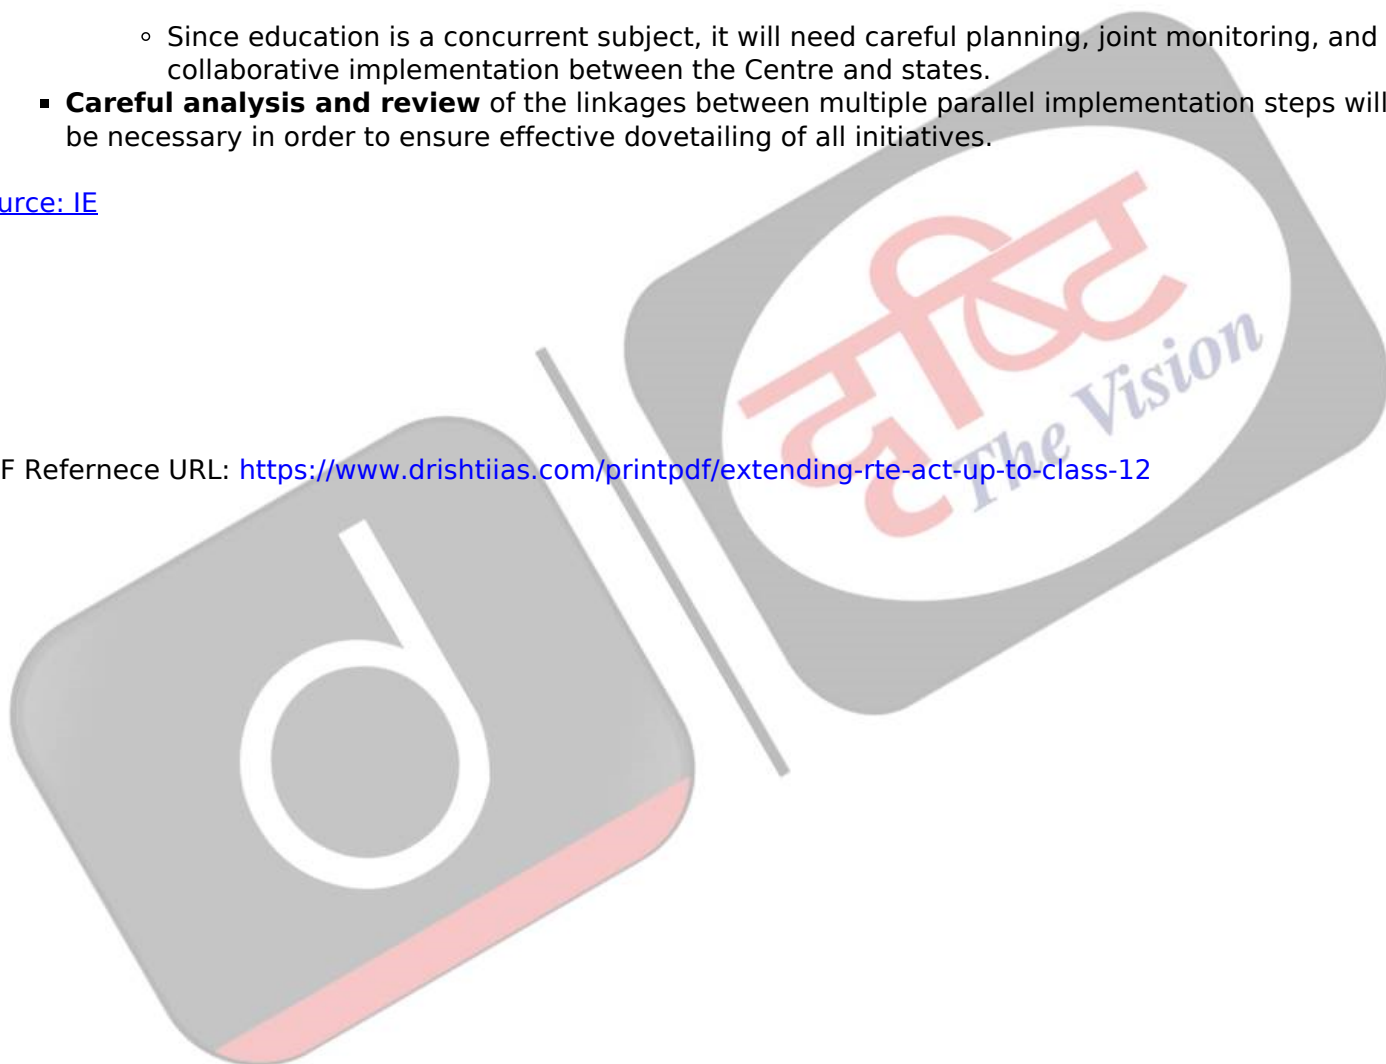 ◦ Since education is a concurrent subject, it will need careful planning, joint monitoring, and
collaborative implementation between the Centre and states.
▪ Careful analysis and review of the linkages between multiple parallel implementation steps will
be necessary in order to ensure effective dovetailing of all initiatives.
urce: IE
दृष्टि
The Vision
F Refernece URL: https://www.drishtiias.com/printpdf/extending-rte-act-up-to-class-12
d